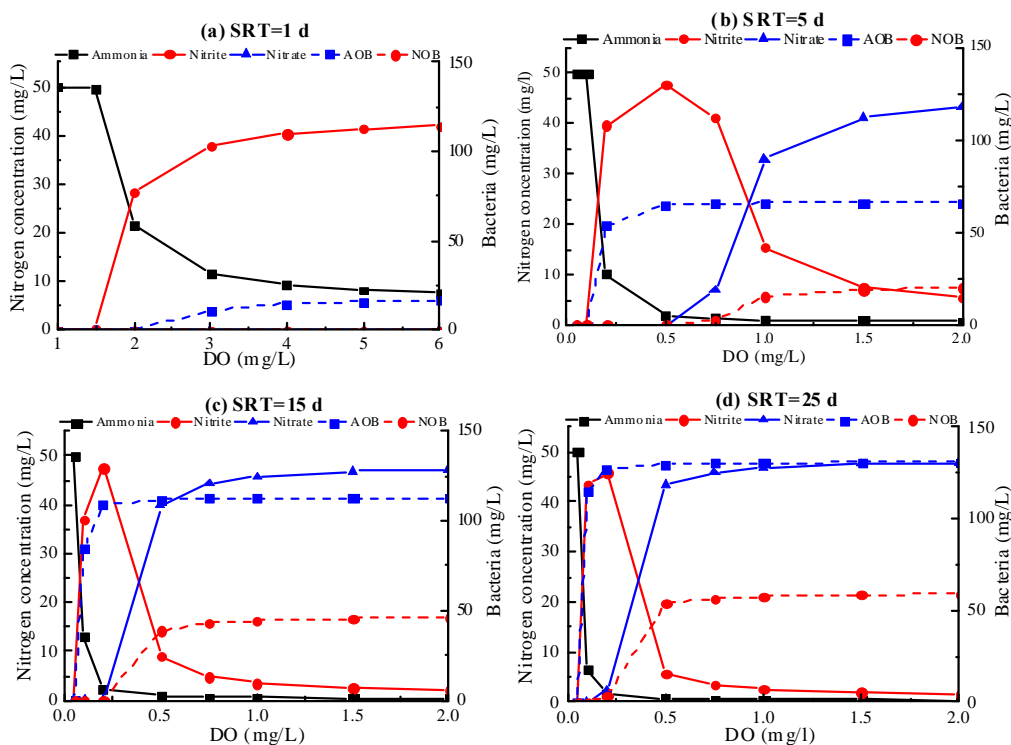 (a) SRT=1 d
Ammonia Nitrite Nitrate AOB NOB
Nitrogen concentration (mg/L)
50
40
30
20
10
0
150
100
50
0
Bacteria (mg/L)
1 2 3 4 5 6
DO (mg/L)
(b) SRT=5 d
Ammonia Nitrite Nitrate AOB NOB
Nitrogen concentration (mg/l)
50
40
30
20
10
0
150
100
50
0
Bacteria (mg/L)
0.0 0.5 1.0 1.5 2.0
DO (mg/L)
(c) SRT=15 d
Ammonia Nitrite Nitrate AOB NOB
Nitrogen concentration (mg/L)
50
40
30
20
10
0
150
100
50
0
Bacteria (mg/L)
0.0 0.5 1.0 1.5 2.0
DO (mg/L)
(d) SRT=25 d
Ammonia Nitrite Nitrate AOB NOB
Nitrogen concentration (mg/L)
50
40
30
20
10
0
150
100
50
0
Bacteria (mg/L)
0.0 0.5 1.0 1.5 2.0
DO (mg/l)